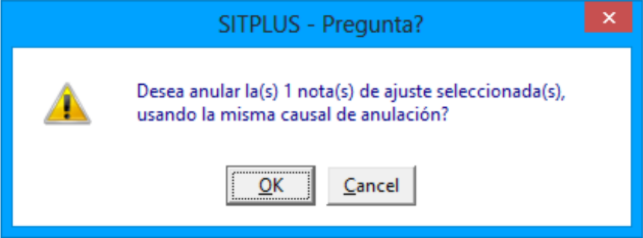 SITPLUS - Pregunta?
Desea anular la(s) 1 nota(s) de ajuste seleccionada(s),
usando la misma causal de anulación?
OK
Cancel